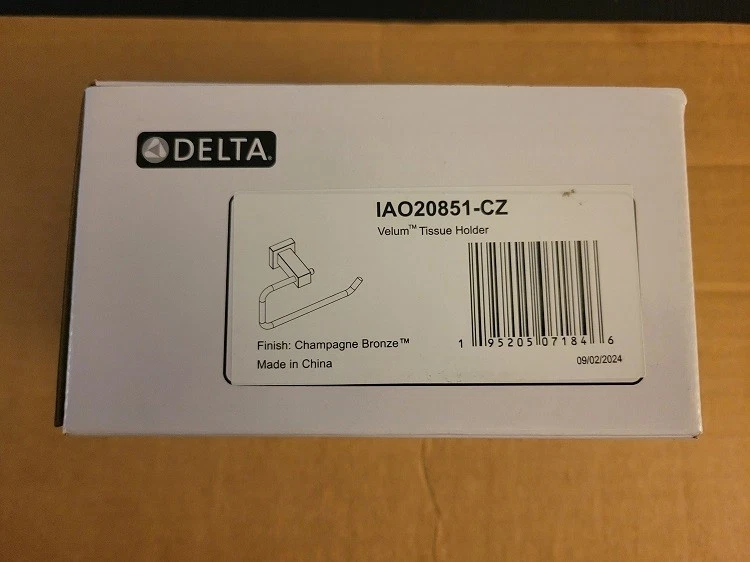 DELTA
IAO20851-CZ
Velum™ Tissue Holder
Finish: Champagne Bronze™
Made in China
1 95205 07184 6
09/02/2024